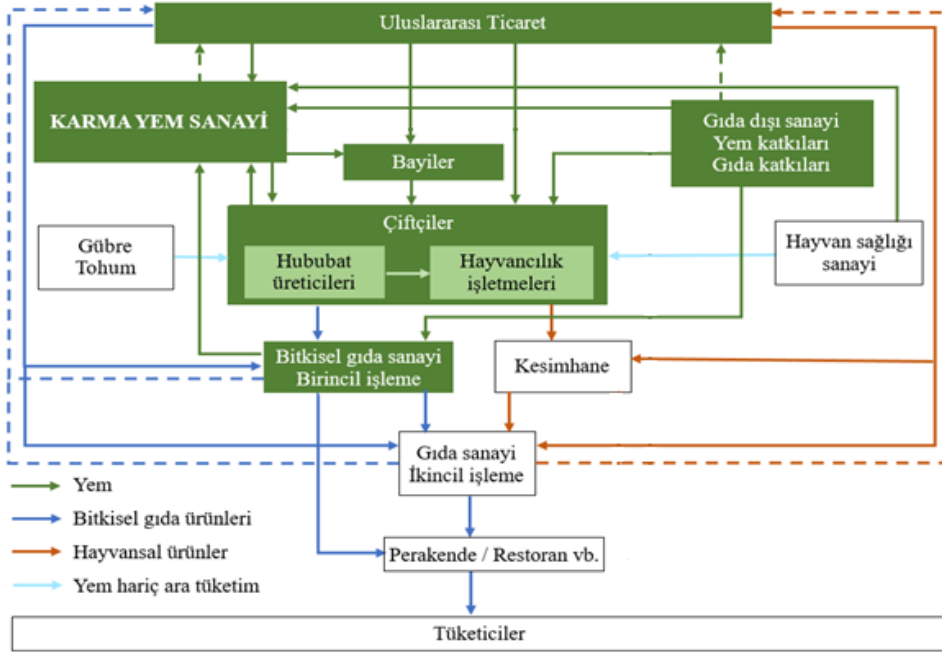 Uluslararası Ticaret
KARMA YEM SANAYİ
Bayiler
Gıda dışı sanayi
Yem katkıları
Gıda katkıları
Çiftçiler
Gübre
Tohum
Hububat
üreticileri
Hayvancılık
işletmeleri
Hayvan sağlığı
sanayi
Bitkisel gıda sanayi
Birincil işleme
Kesimhane
Gıda sanayi
İkincil işleme
Yem
Bitkisel gıda ürünleri
Hayvansal ürünler
Yem hariç ara tüketim
Perakende / Restoran vb.
Tüketiciler